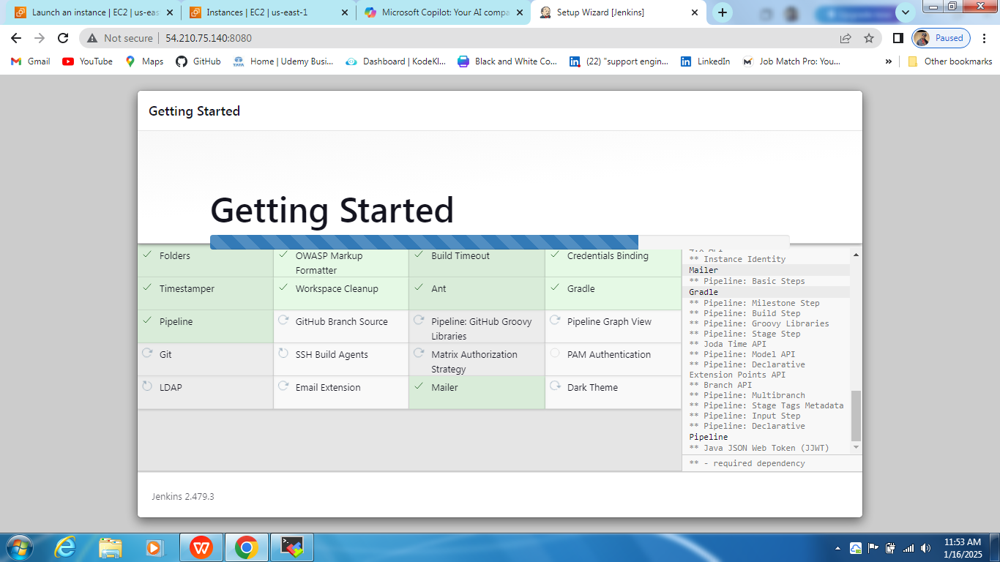 Launch an instance | EC2 | us-eas
Instances | EC2 | us-east-1
Microsoft Copilot: Your AI compa
Setup Wizard [Jenkins]
Not secure
54.210.75.140:8080
Paused
Gmail
YouTube
Maps
GitHub
TATA
Home | Udemy Busi...
Dashboard | KodeKl...
Black and White Co...
(22) "support engin...
LinkedIn
Job Match Pro: You...
»
Other bookmarks
Getting Started
Getting Started
Folders
OWASP Markup
Formatter
Build Timeout
Credentials Binding
Timestamper
Workspace Cleanup
Ant
Gradle
Pipeline
GitHub Branch Source
Pipeline: GitHub Groovy
Libraries
Pipeline Graph View
Git
SSH Build Agents
Matrix Authorization
Strategy
PAM Authentication
LDAP
Email Extension
Mailer
Dark Theme
4.x API
** Instance Identity
Mailer
** Pipeline: Basic Steps
Gradle
** Pipeline: Milestone Step
** Pipeline: Build Step
** Pipeline: Groovy Libraries
** Pipeline: Stage Step
** Joda Time API
** Pipeline: Model API
** Pipeline: Declarative
Extension Points API
** Branch API
** Pipeline: Multibranch
** Pipeline: Stage Tags Metadata
** Pipeline: Input Step
** Pipeline: Declarative
Pipeline
** Java JSON Web Token (JJWT)
** - required dependency
Jenkins 2.479.3
11:53 AM
1/16/2025